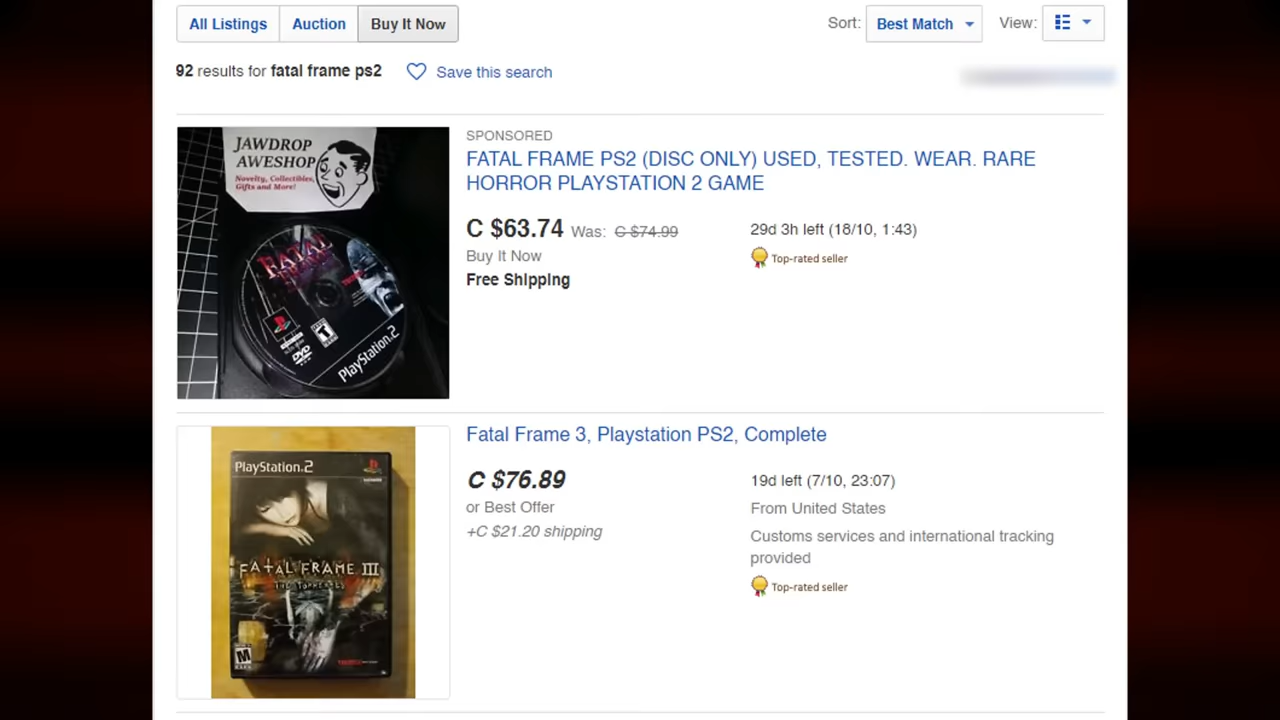 All Listings Auction Buy It Now Sort: Best Match View:
92 results for fatal frame ps2 Save this search
SPONSORED
FATAL FRAME PS2 (DISC ONLY) USED, TESTED. WEAR. RARE
HORROR PLAYSTATION 2 GAME
C $63.74 Was: C $74.99
29d 3h left (18/10, 1:43)
Buy It Now
Top-rated seller
Free Shipping
JAWDROP
AWESHOP
Novelty, Collectibles,
Gifts and More!
FATAL
FRAME
T
DVD
PlayStation.2
Fatal Frame 3, Playstation PS2, Complete
C $76.89
19d left (7/10, 23:07)
or Best Offer
From United States
+C $21.20 shipping
Customs services and international tracking
provided
Top-rated seller
PlayStation.2
FATAL FRAME III
THE TORMENTED
M
TECMO